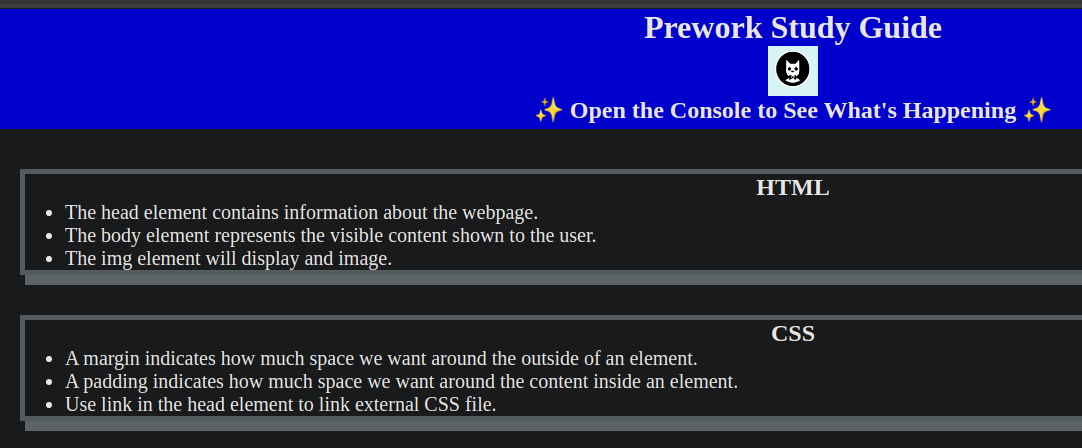 Prework Study Guide
✨ Open the Console to See What's Happening ✨
HTML
• The head element contains information about the webpage.
• The body element represents the visible content shown to the user.
• The img element will display and image.
CSS
• A margin indicates how much space we want around the outside of an element.
• A padding indicates how much space we want around the content inside an element.
• Use link in the head element to link external CSS file.